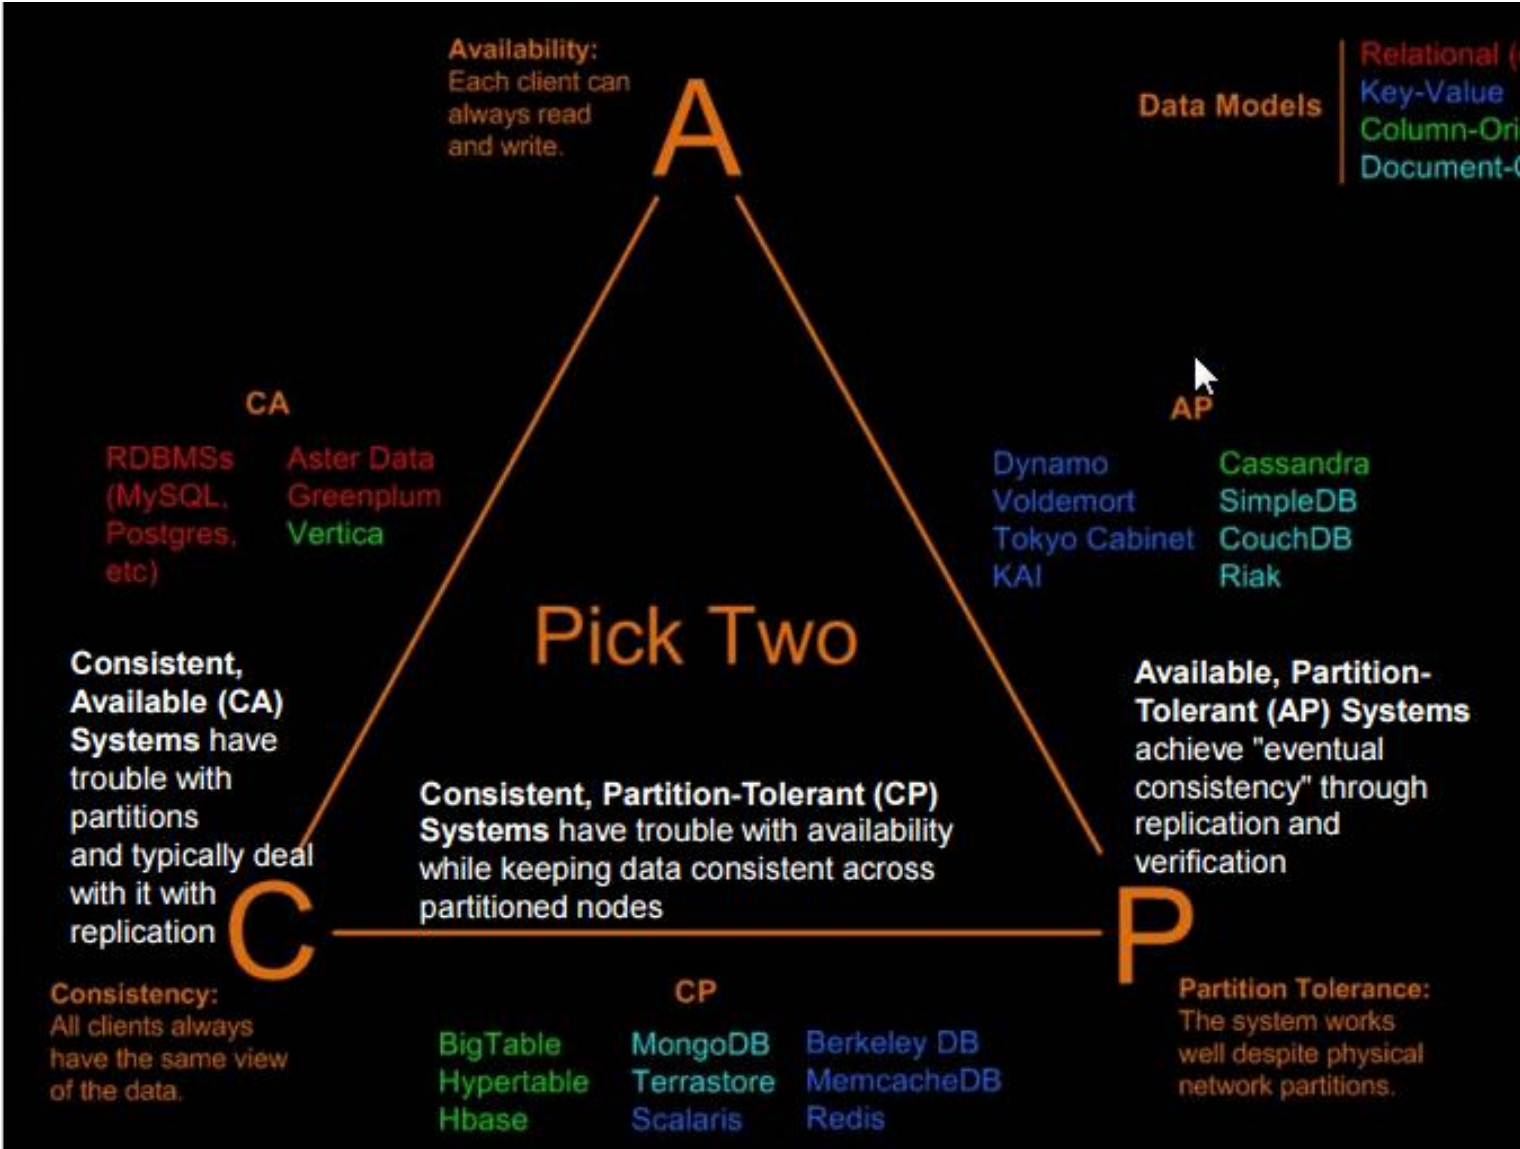 Availability:
Each client can
always read
and write.
A
Data Models
Relational (
Key-Value
Column-Ori
Document-
CA
RDBMSs
(MySQL,
Postgres,
etc)
Aster Data
Greenplum
Vertica
AP
Dynamo
Voldemort
Tokyo Cabinet
KAI
Cassandra
SimpleDB
CouchDB
Riak
Pick Two
Consistent,
Available (CA)
Systems have
trouble with
partitions
and typically deal
with it with
replication
Consistent, Partition-Tolerant (CP)
Systems have trouble with availability
while keeping data consistent across
partitioned nodes
Available, Partition-
Tolerant (AP) Systems
achieve "eventual
consistency" through
replication and
verification
C
P
Consistency:
All clients always
have the same view
of the data.
CP
BigTable
Hypertable
Hbase
MongoDB
Terrastore
Scalaris
Berkeley DB
MemcacheDB
Redis
Partition Tolerance:
The system works
well despite physical
network partitions.